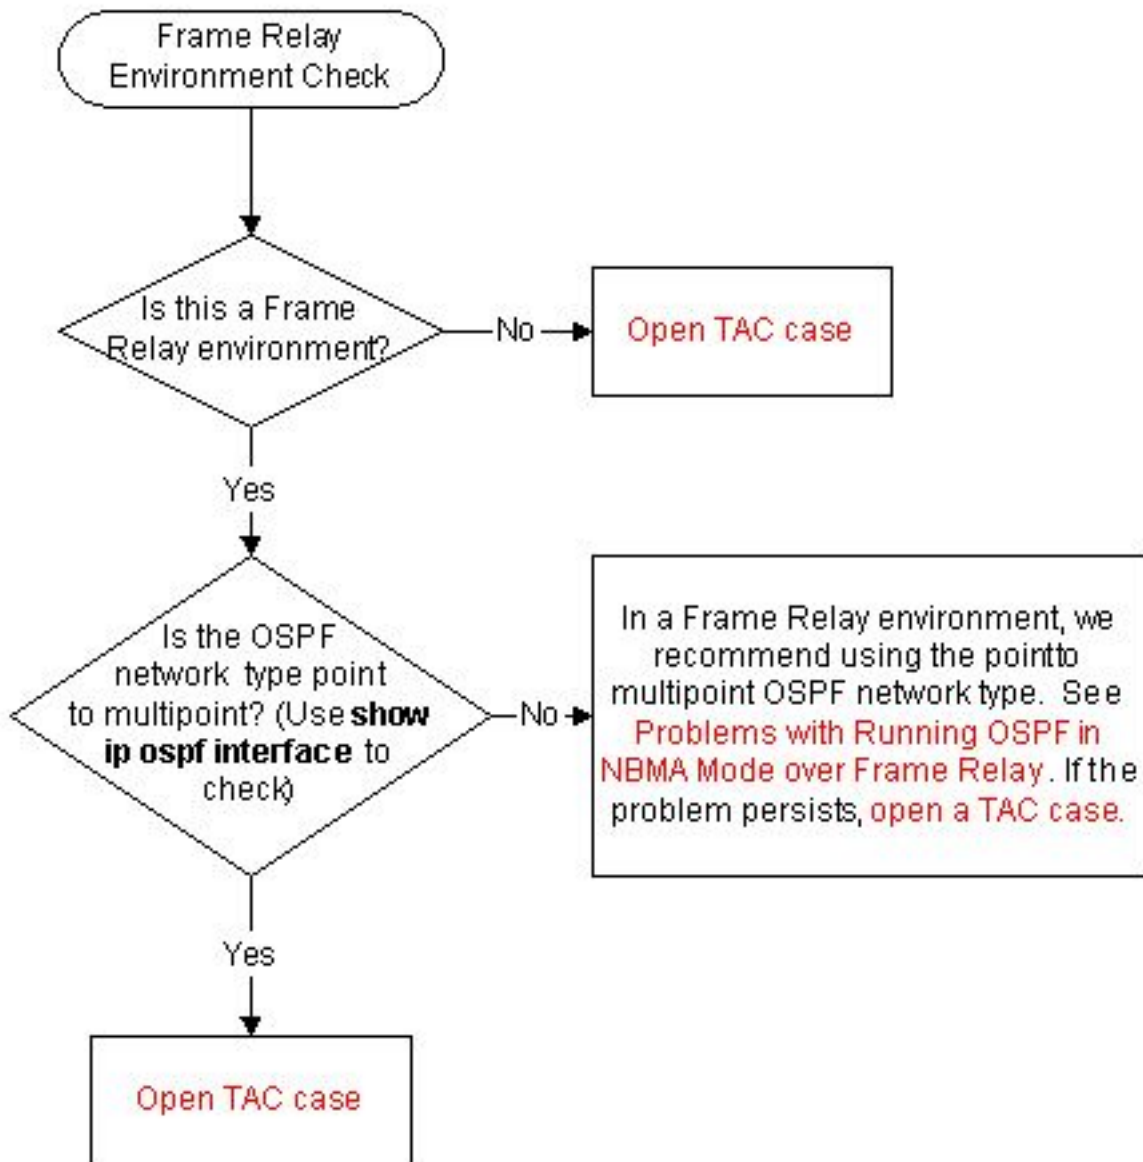 Frame Relay
Environment Check
Is this a Frame
Relay environment?
No
Open TAC case
Yes
Is the OSPF
network type point
to multipoint? (Use show
ip ospf interface to
check)
No
In a Frame Relay environment, we
recommend using the pointto
multipoint OSPF network type. See
Problems with Running OSPF in
NBMA Mode over Frame Relay. If the
problem persists, open a TAC case.
Yes
Open TAC case